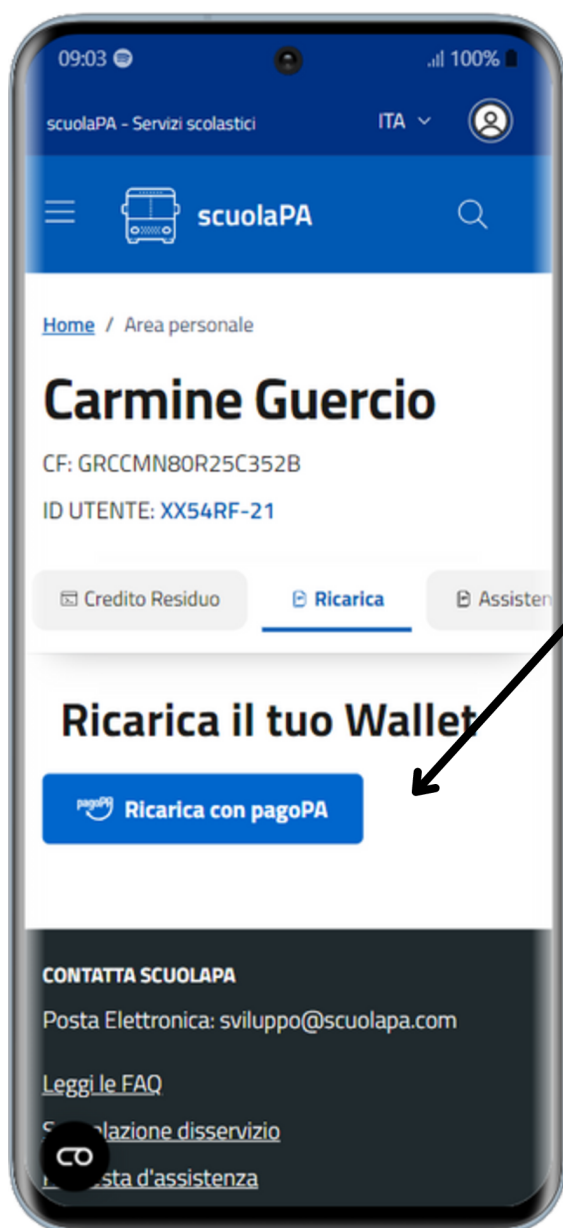 09:03 100%
scuolaPA - Servizi scolastici ITA
scuolaPA
Home / Area personale
Carmine Guercio
CF: GRCCMN80R25C352B
ID UTENTE: XX54RF-21
Credito Residuo Ricarica Assisten
Ricarica il tuo Wallet
pagoPA Ricarica con pagoPA
CONTATTA SCUOLAPA
Posta Elettronica: sviluppo@scuolapa.com
Leggi le FAQ
disservizio
d'assistenza